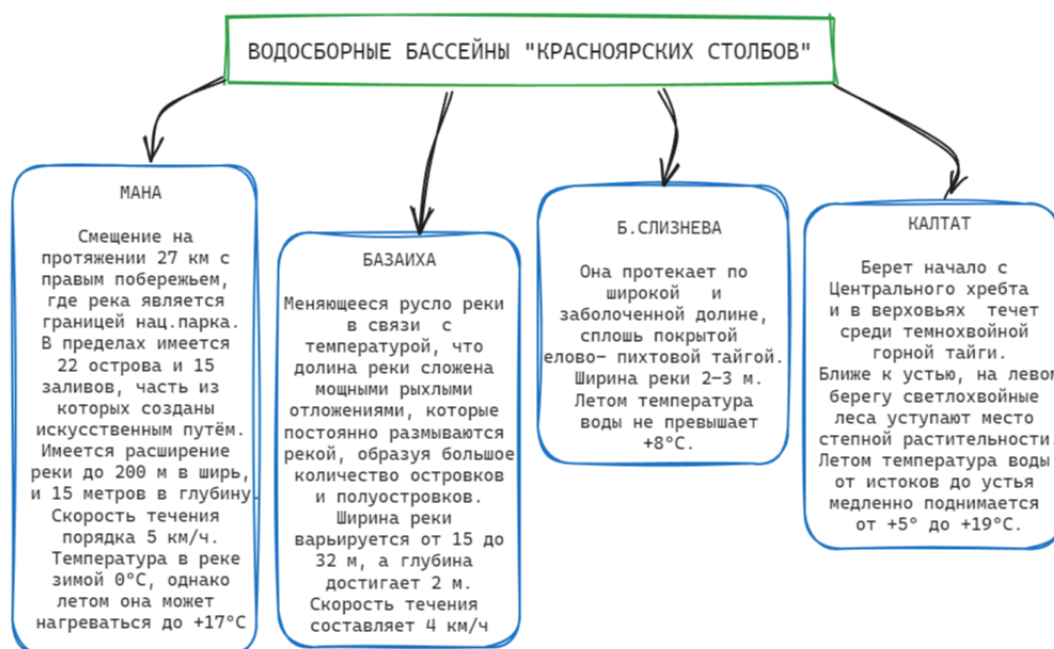 ВОДОСБОРНЫЕ БАССЕЙНЫ "КРАСНОЯРСКИХ СТОЛБОВ"
МАНА
Смещение на
протяжении 27 км с
правым побережьем,
где река является
границей нац.парка.
В пределах имеется
22 острова и 15
заливов, часть из
которых созданы
искусственным путём.
Имеется расширение
реки до 200 м в ширь,
и 15 метров в глубину.
Скорость течения
порядка 5 км/ч.
Температура в реке
зимой 0°С, однако
летом она может
нагреваться до +17°С
БАЗАИХА
Меняющееся русло реки
в связи с
температурой, что
долина реки сложена
мощными рыхлыми
отложениями, которые
постоянно размываются
рекой, образуя большое
количество островков
и полуостровков.
Ширина реки
варьируется от 15 до
32 м, а глубина
достигает 2 м.
Скорость течения
составляет 4 км/ч
Б.СЛИЗНЕВА
Она протекает по
широкой и
заболоченной долине,
сплошь покрытой
елово- пихтовой тайгой.
Ширина реки 2-3 м.
Летом температура
воды не превышает
+8°С.
КАЛТАТ
Берет начало с
Центрального хребта
и в верховьях течет
среди темнохвойной
горной тайги.
Ближе к устью, на левом
берегу светлохвойные
леса уступают место
степной растительности.
Летом температура воды
от истоков до устья
медленно поднимается
от +5° до +19°С.